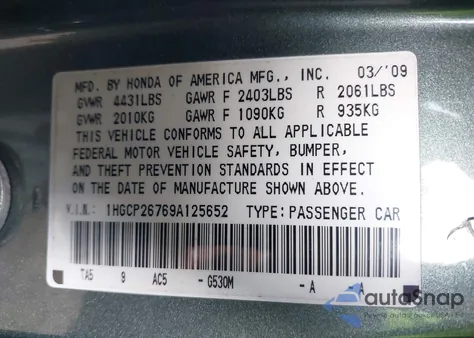 MFD. BY HONDA OF AMERICA MFG., INC. 03/'09
GVWR 4431LBS GAWR F 2403LBS R 2061LBS
GVWR 2010KG GAWR F 1090KG R 935KG
THIS VEHICLE CONFORMS TO ALL APPLICABLE
FEDERAL MOTOR VEHICLE SAFETY, BUMPER,
AND THEFT PREVENTION STANDARDS IN EFFECT
ON THE DATE OF MANUFACTURE SHOWN ABOVE.
V.I.N.: 1HGCP26769A125652 TYPE: PASSENGER CAR
TA5 9 AC5 -G530M -A A
autoSnap